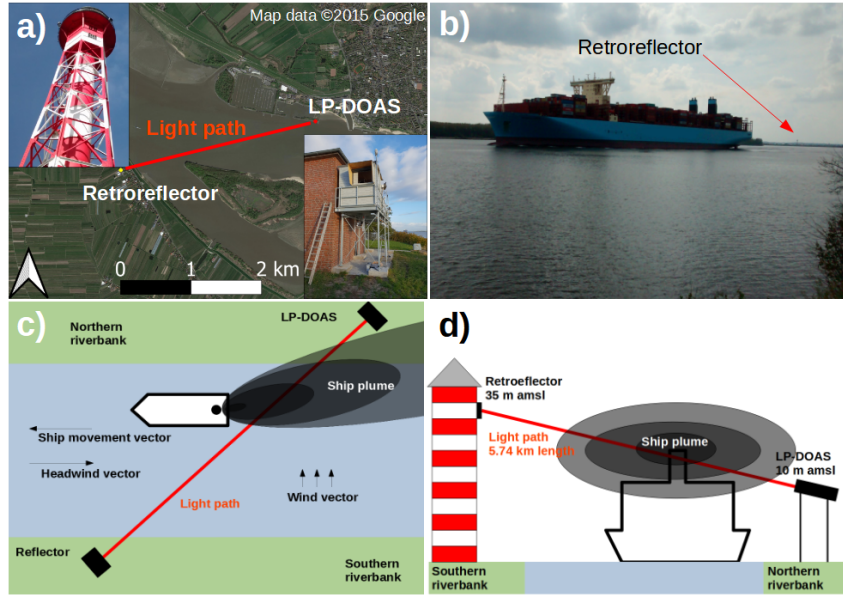 a)
Map data ©2015 Google
LP-DOAS
Light path
Retroreflector
0 1 2 km
b)
Retroreflector
c)
Northern
riverbank
LP-DOAS
Ship plume
Ship movement vector
Headwind vector
Wind vector
Light path
Reflector
Southern
riverbank
d)
Retroeflector
35 m amsl
Light path
5.74 km length
Ship plume
LP-DOAS
10 m amsl
Southern
riverbank
Northern
riverbank